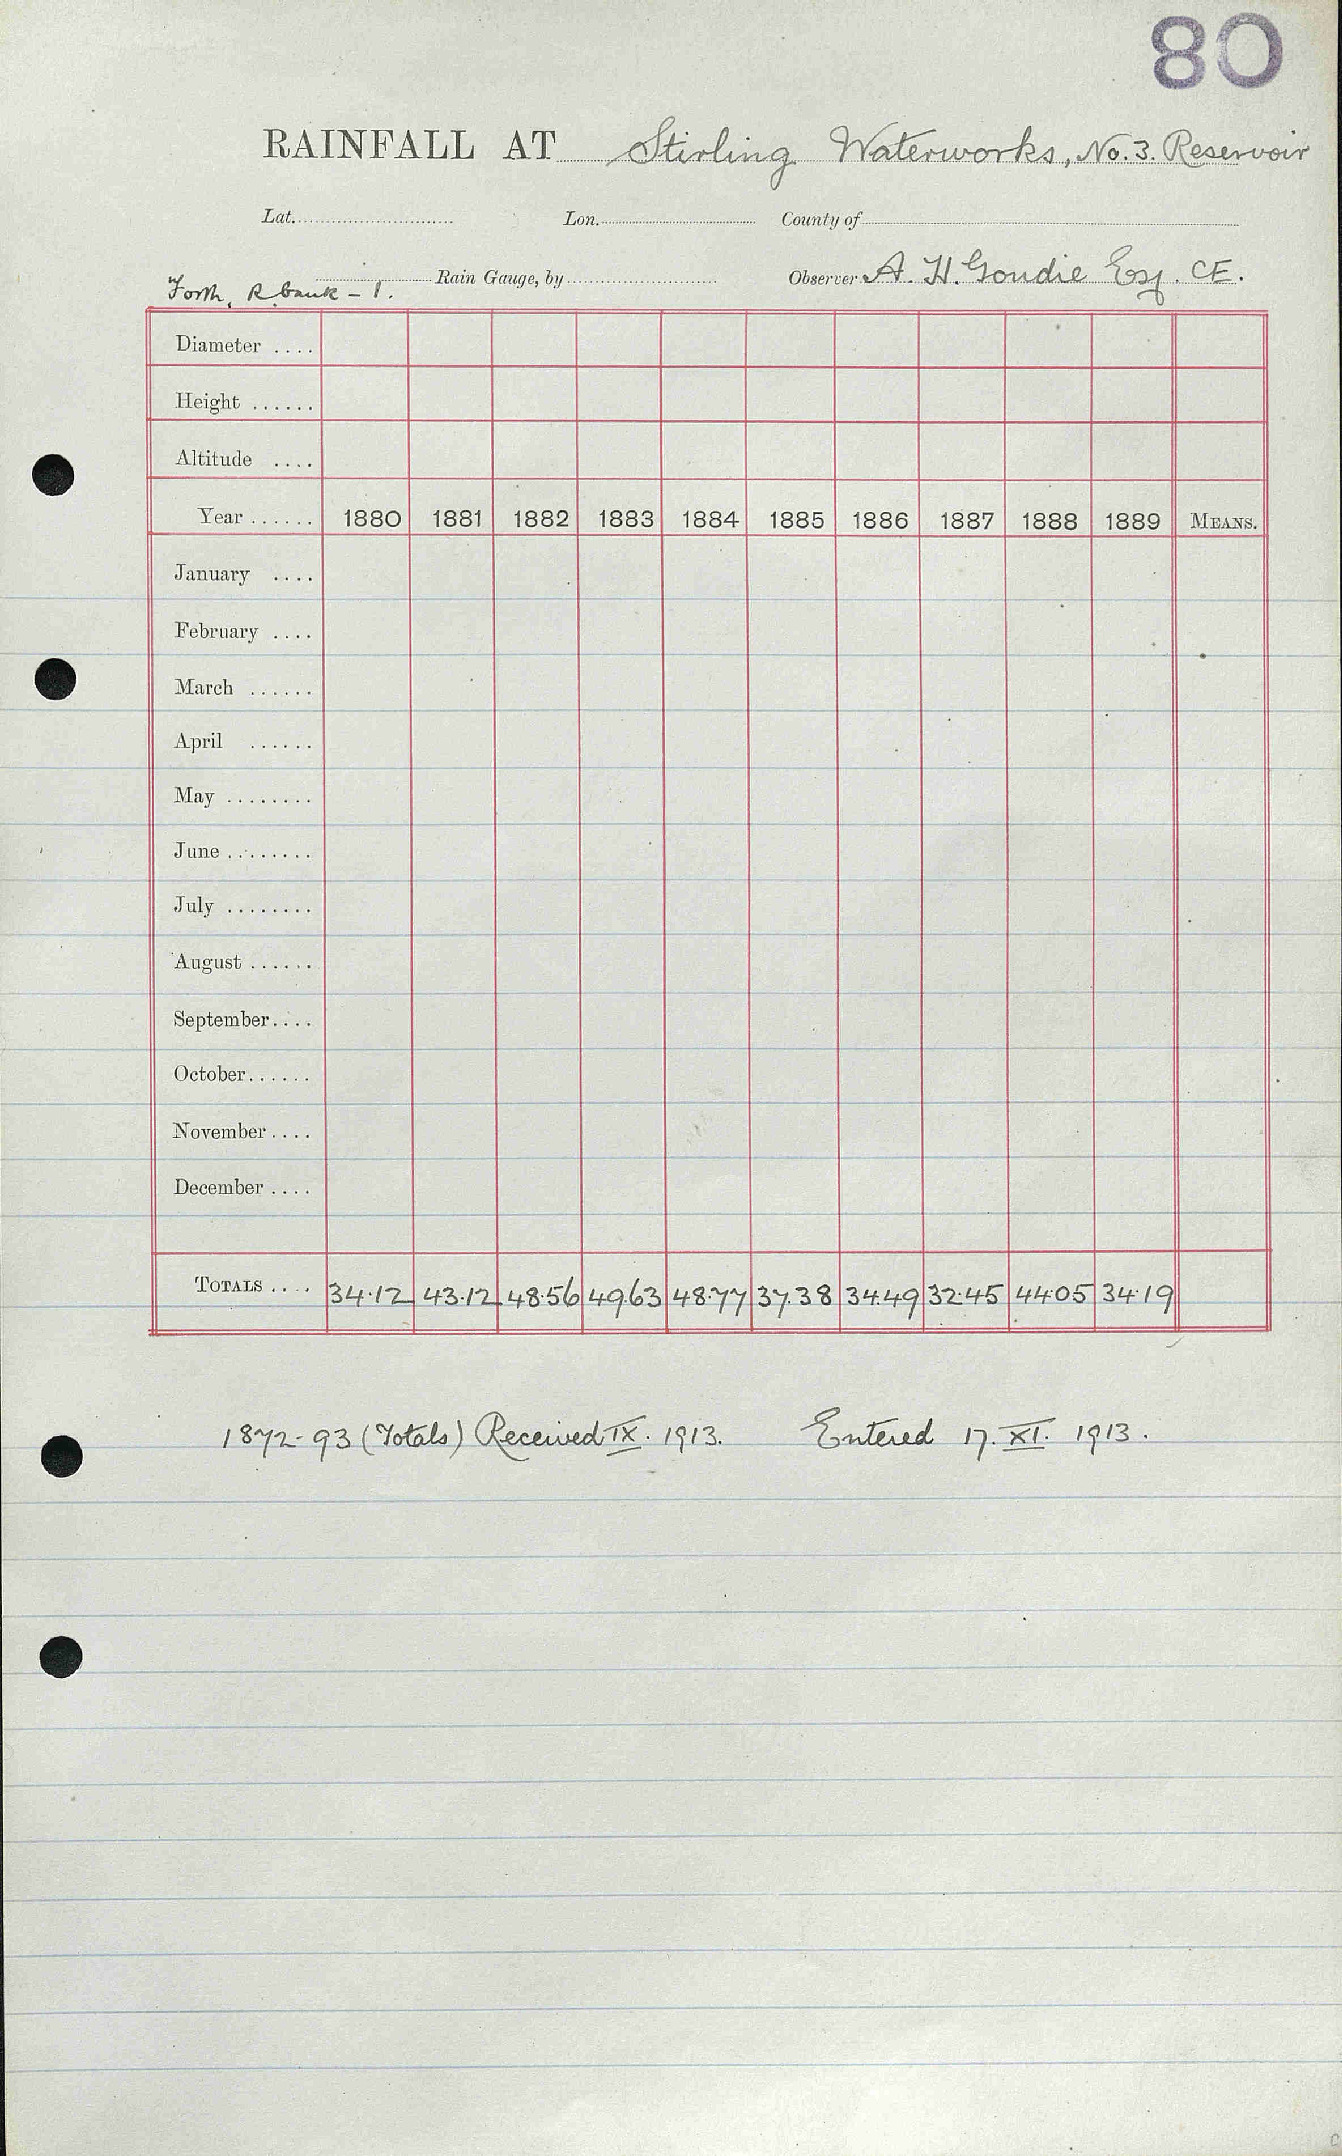 80
RAINFALL AT Stirling Waterworks, No. 3. Reservoir
Lat. Lon. County of
Forth, R bank - 1. Rain Gauge, by Observer A. H. Goudie Esq. CE.
Diameter ....
Height ......
Altitude ....
Year ...... 1880 1881 1882 1883 1884 1885 1886 1887 1888 1889 MEANS.
January ....
February ....
March ......
April ......
May ........
June ........
July ........
August ......
September....
October......
November....
December....
TOTALS .... 34.12 43.12 48.56 49.63 48.77 37.38 34.49 32.45 44.05 34.19
1872-93 (Totals) Received IX. 1913. Entered 17. XI. 1913.